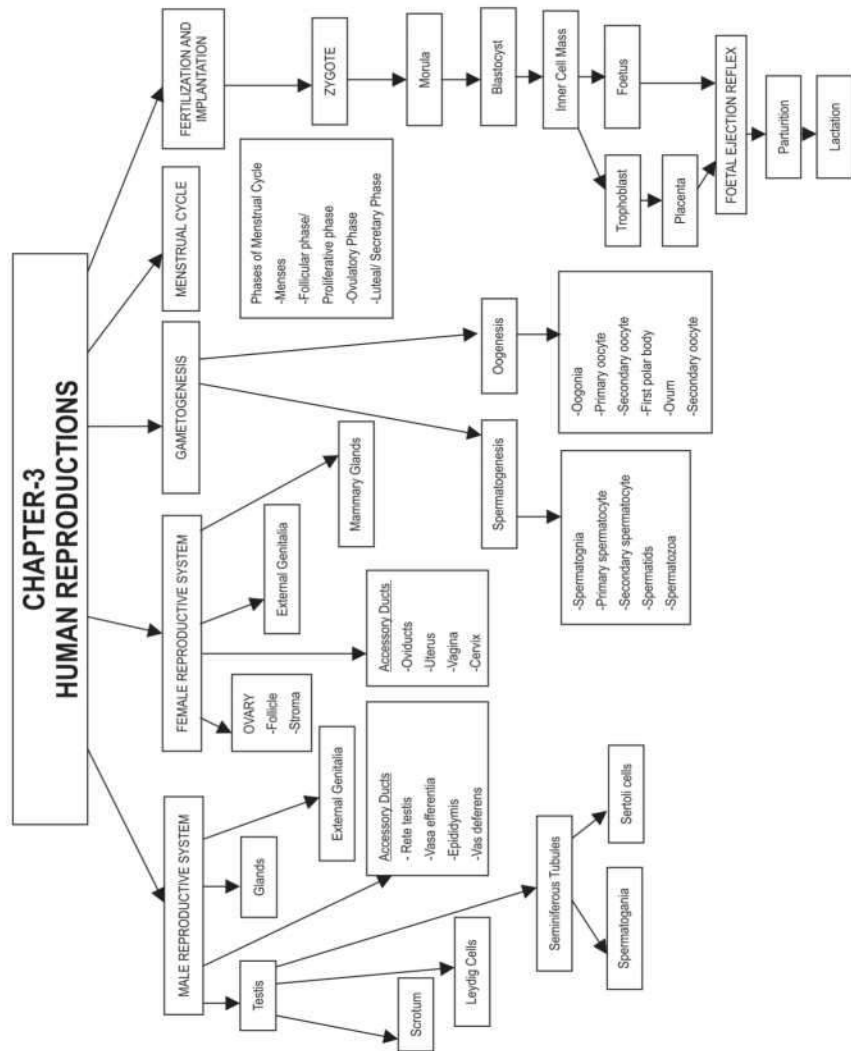 CHAPTER-3
HUMAN REPRODUCTIONS
MALE REPRODUCTIVE SYSTEM
FEMALE REPRODUCTIVE SYSTEM
GAMETOGENESIS
MENSTRUAL CYCLE
FERTILIZATION AND
IMPLANTATION
Testis
Glands
External Genitalia
Accessory Ducts
- Rete testis
-Vasa efferentia
-Epididymis
-Vas deferens
Scrotum
Leydig Cells
Seminiferous Tubules
Spermatogania
Sertoli cells
OVARY
-Follicle
-Stroma
Accessory Ducts
-Oviducts
-Uterus
-Vagina
-Cervix
External Genitalia
Mammary Glands
Spermatogenesis
-Spermatognia
-Primary spermatocyte
-Secondary spermatocyte
-Spermatids
-Spermatozoa
Oogenesis
-Oogonia
-Primary oocyte
-Secondary oocyte
-First polar body
-Ovum
-Secondary oocyte
Phases of Menstrual Cycle
-Menses
-Follicular phase/
Proliferative phase
-Ovulatory Phase
-Luteal/ Secretary Phase
ZYGOTE
Morula
Blastocyst
Inner Cell Mass
Trophoblast
Foetus
Placenta
FOETAL EJECTION REFLEX
Parturition
Lactation